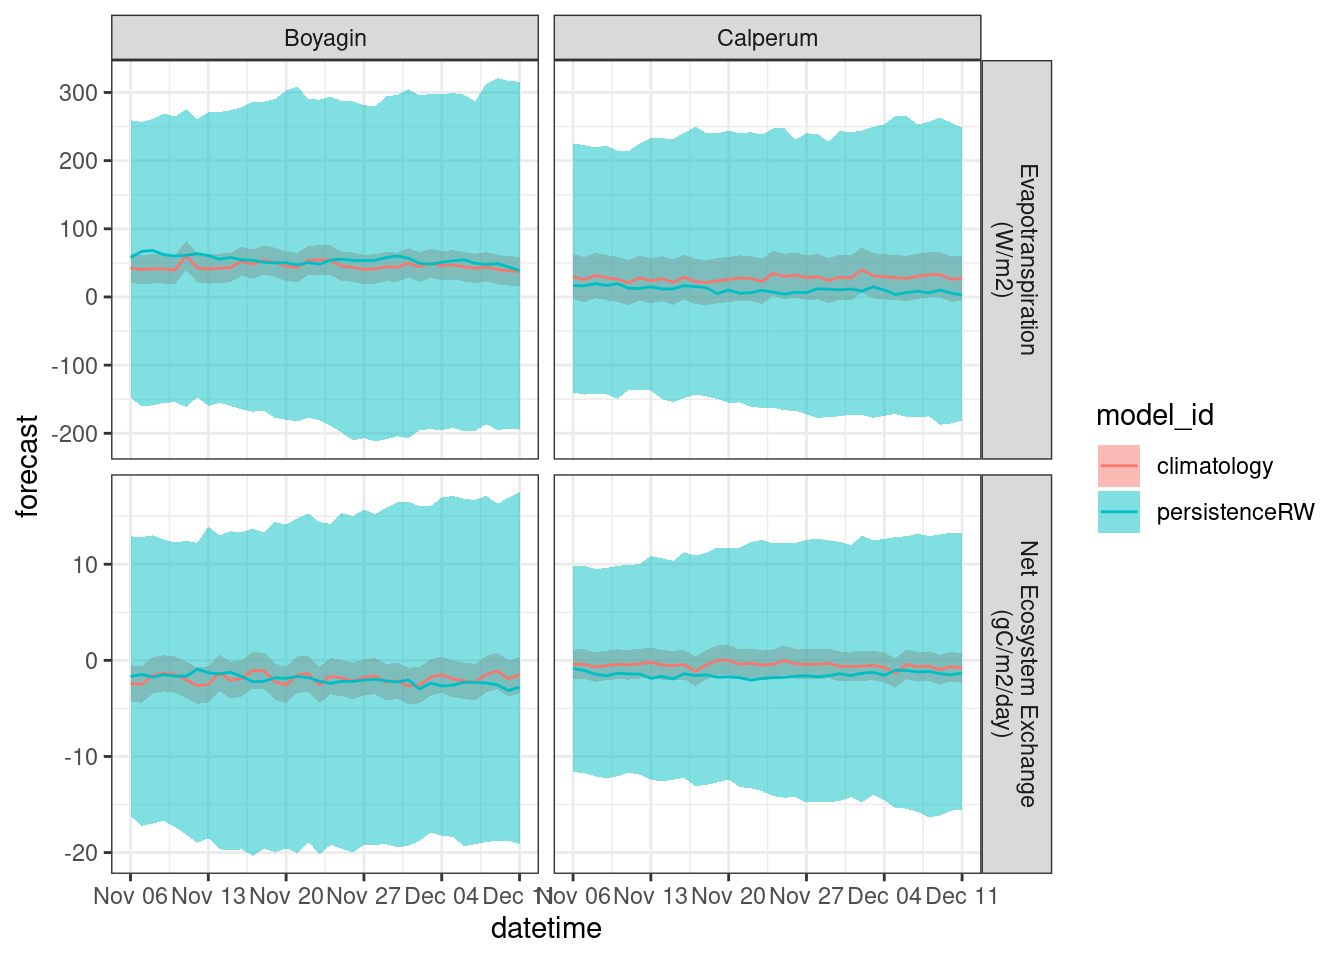 Boyagin
Calperum
300
200
100
0
-100
-200
Evapotranspiration
(W/m2)
forecast
10
0
-10
-20
Net Ecosystem Exchange
(gC/m2/day)
Nov 06 Nov 13 Nov 20 Nov 27 Dec 04 Dec 11
Nov 06 Nov 13 Nov 20 Nov 27 Dec 04 Dec 11
datetime
model_id
climatology
persistenceRW